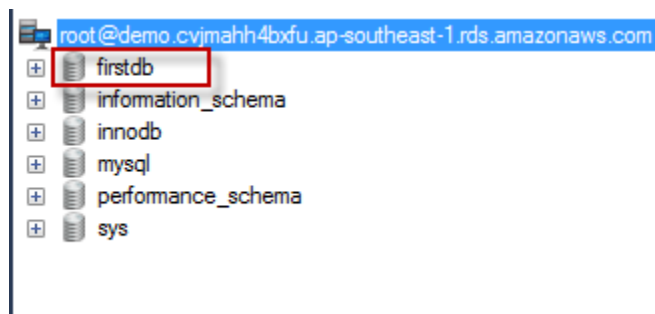 root@demo.cvjmahh4bxfu.ap-southeast-1.rds.amazonaws.com
firstdb
information_schema
innodb
mysql
performance_schema
sys